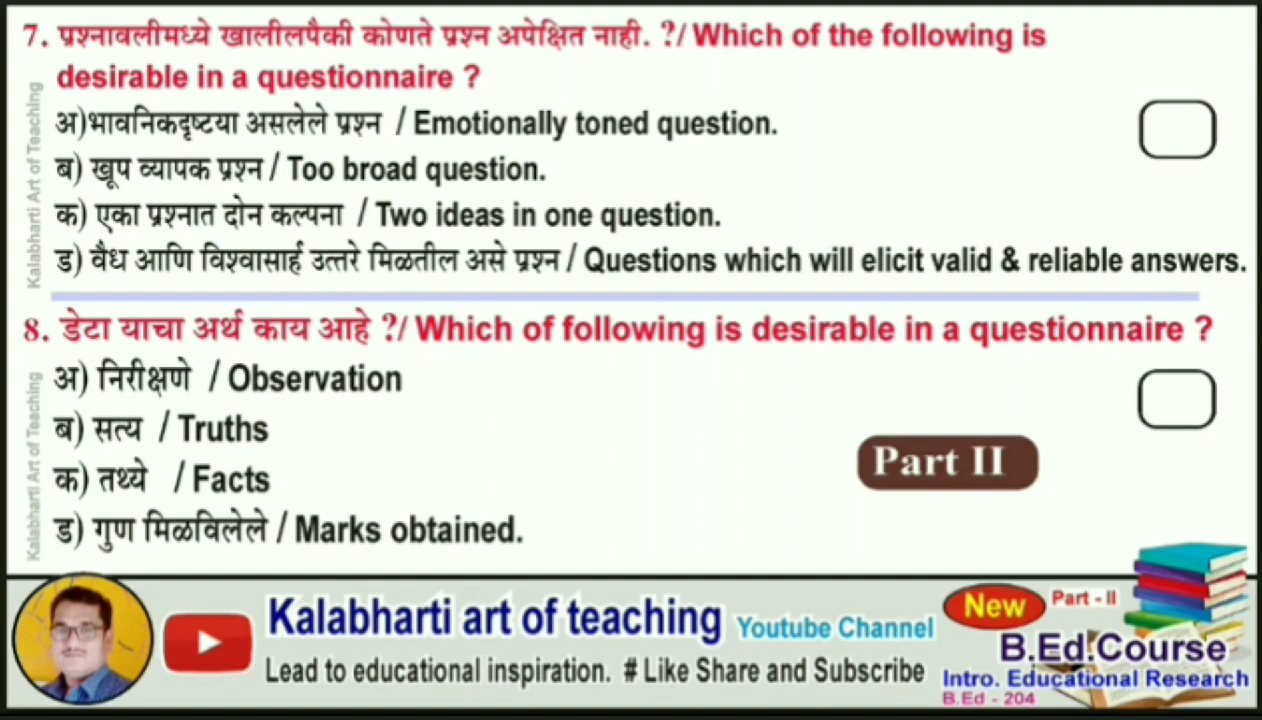 7. प्रश्नावलीमध्ये खालीलपैकी कोणते प्रश्न अपेक्षित नाही. ?/ Which of the following is
desirable in a questionnaire ?
अ)भावनिकदृष्टया असलेले प्रश्न / Emotionally toned question.
ब) खूप व्यापक प्रश्न / Too broad question.
क) एका प्रश्नात दोन कल्पना / Two ideas in one question.
ड) वैध आणि विश्वासार्ह उत्तरे मिळतील असे प्रश्न / Questions which will elicit valid & reliable answers.
Kalabharti Art of Teaching
8. डेटा याचा अर्थ काय आहे ?/ Which of following is desirable in a questionnaire ?
अ) निरीक्षणे / Observation
ब) सत्य / Truths
क) तथ्ये / Facts
ड) गुण मिळविलेले / Marks obtained.
Kalabharti Art of Teaching
Part II
Kalabharti art of teaching Youtube Channel
Lead to educational inspiration. # Like Share and Subscribe
New Part - II
B.Ed.Course
Intro. Educational Research
B.Ed - 204